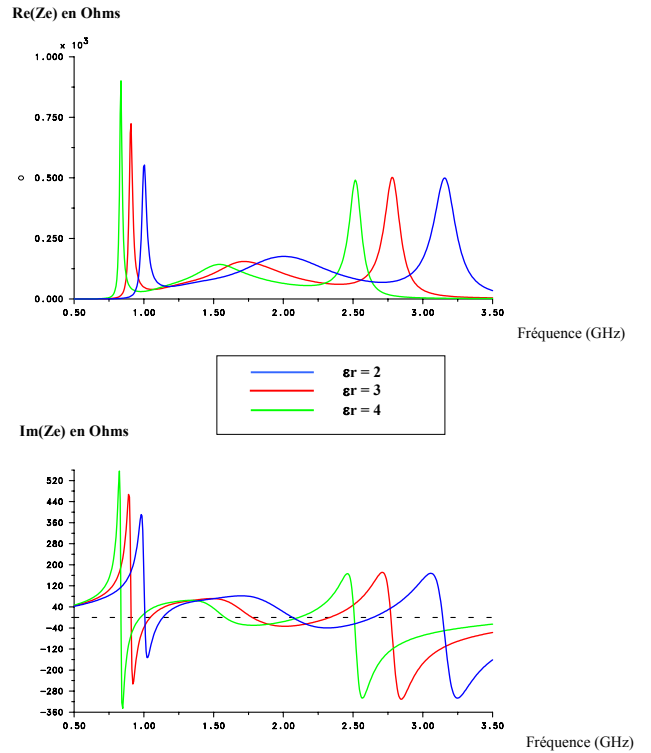 Re(Ze) en Ohms
× 10³
1.000
0.750
0.500
0.250
0.000
0.50 1.00 1.50 2.00 2.50 3.00 3.50
Fréquence (GHz)
εr = 2
εr = 3
εr = 4
Im(Ze) en Ohms
520
440
360
280
200
120
40
-40
-120
-200
-280
-360
0.50 1.00 1.50 2.00 2.50 3.00 3.50
Fréquence (GHz)